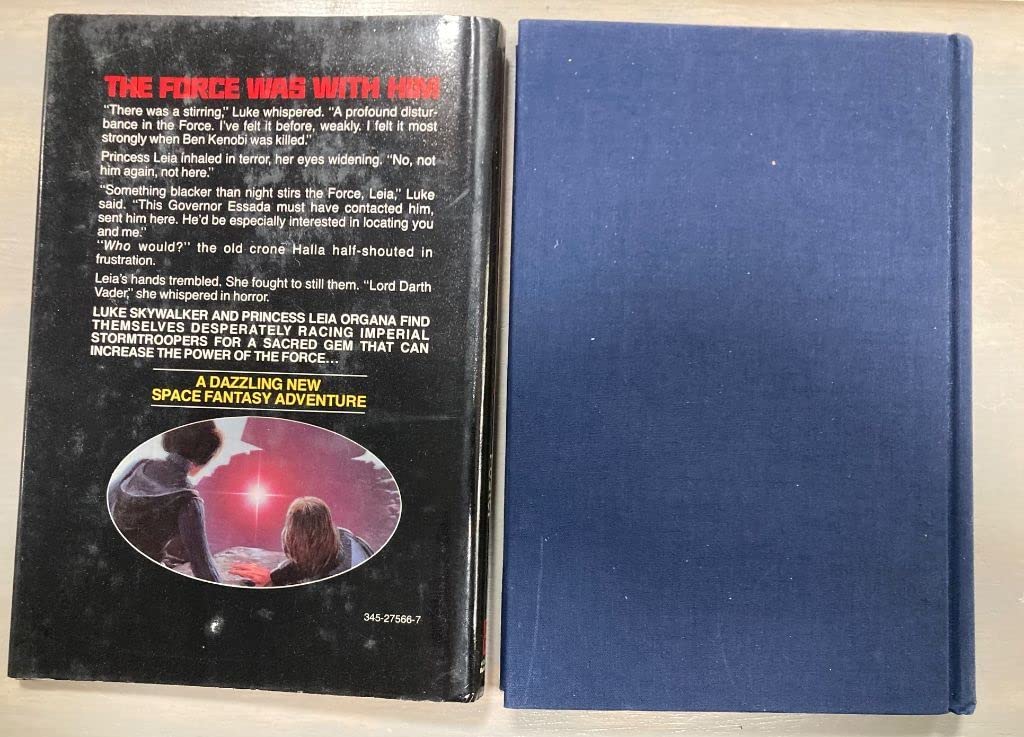 THE FORCE WAS WITH HIM
"There was a stirring," Luke whispered. "A profound distur-
bance in the Force. I've felt it before, weakly. I felt it most
strongly when Ben Kenobi was killed."
Princess Leia inhaled in terror, her eyes widening. "No, not
him again, not here."
"Something blacker than night stirs the Force, Leia," Luke
said. "This Governor Essada must have contacted him,
sent him here. He'd be especially interested in locating you
and me."
"Who would?" the old crone Halla half-shouted in
frustration.
Leia's hands trembled. She fought to still them. "Lord Darth
Vader," she whispered in horror.
LUKE SKYWALKER AND PRINCESS LEIA ORGANA FIND
THEMSELVES DESPERATELY RACING IMPERIAL
STORMTROOPERS FOR A SACRED GEM THAT CAN
INCREASE THE POWER OF THE FORCE...
A DAZZLING NEW
SPACE FANTASY ADVENTURE
345-27566-7